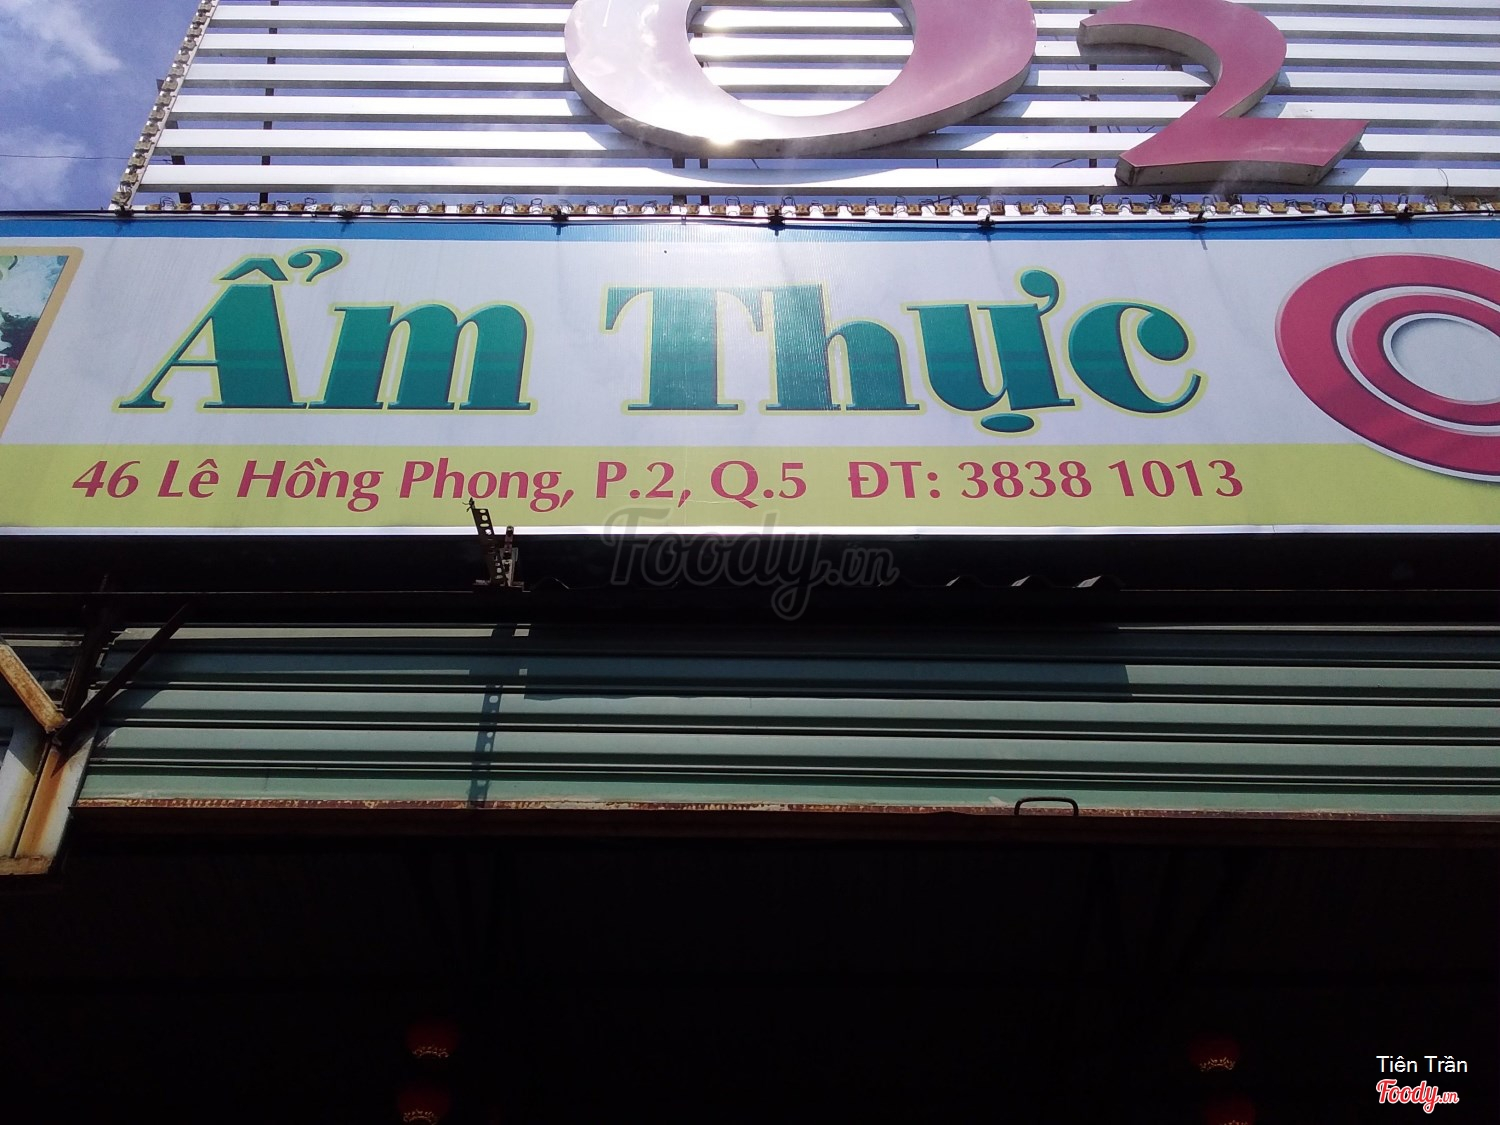 O2
Ẩm Thực
46 Lê Hồng Phong, P.2, Q.5 ĐT: 3838 1013
Foody.vn
Tiên Trần
Foody.vn